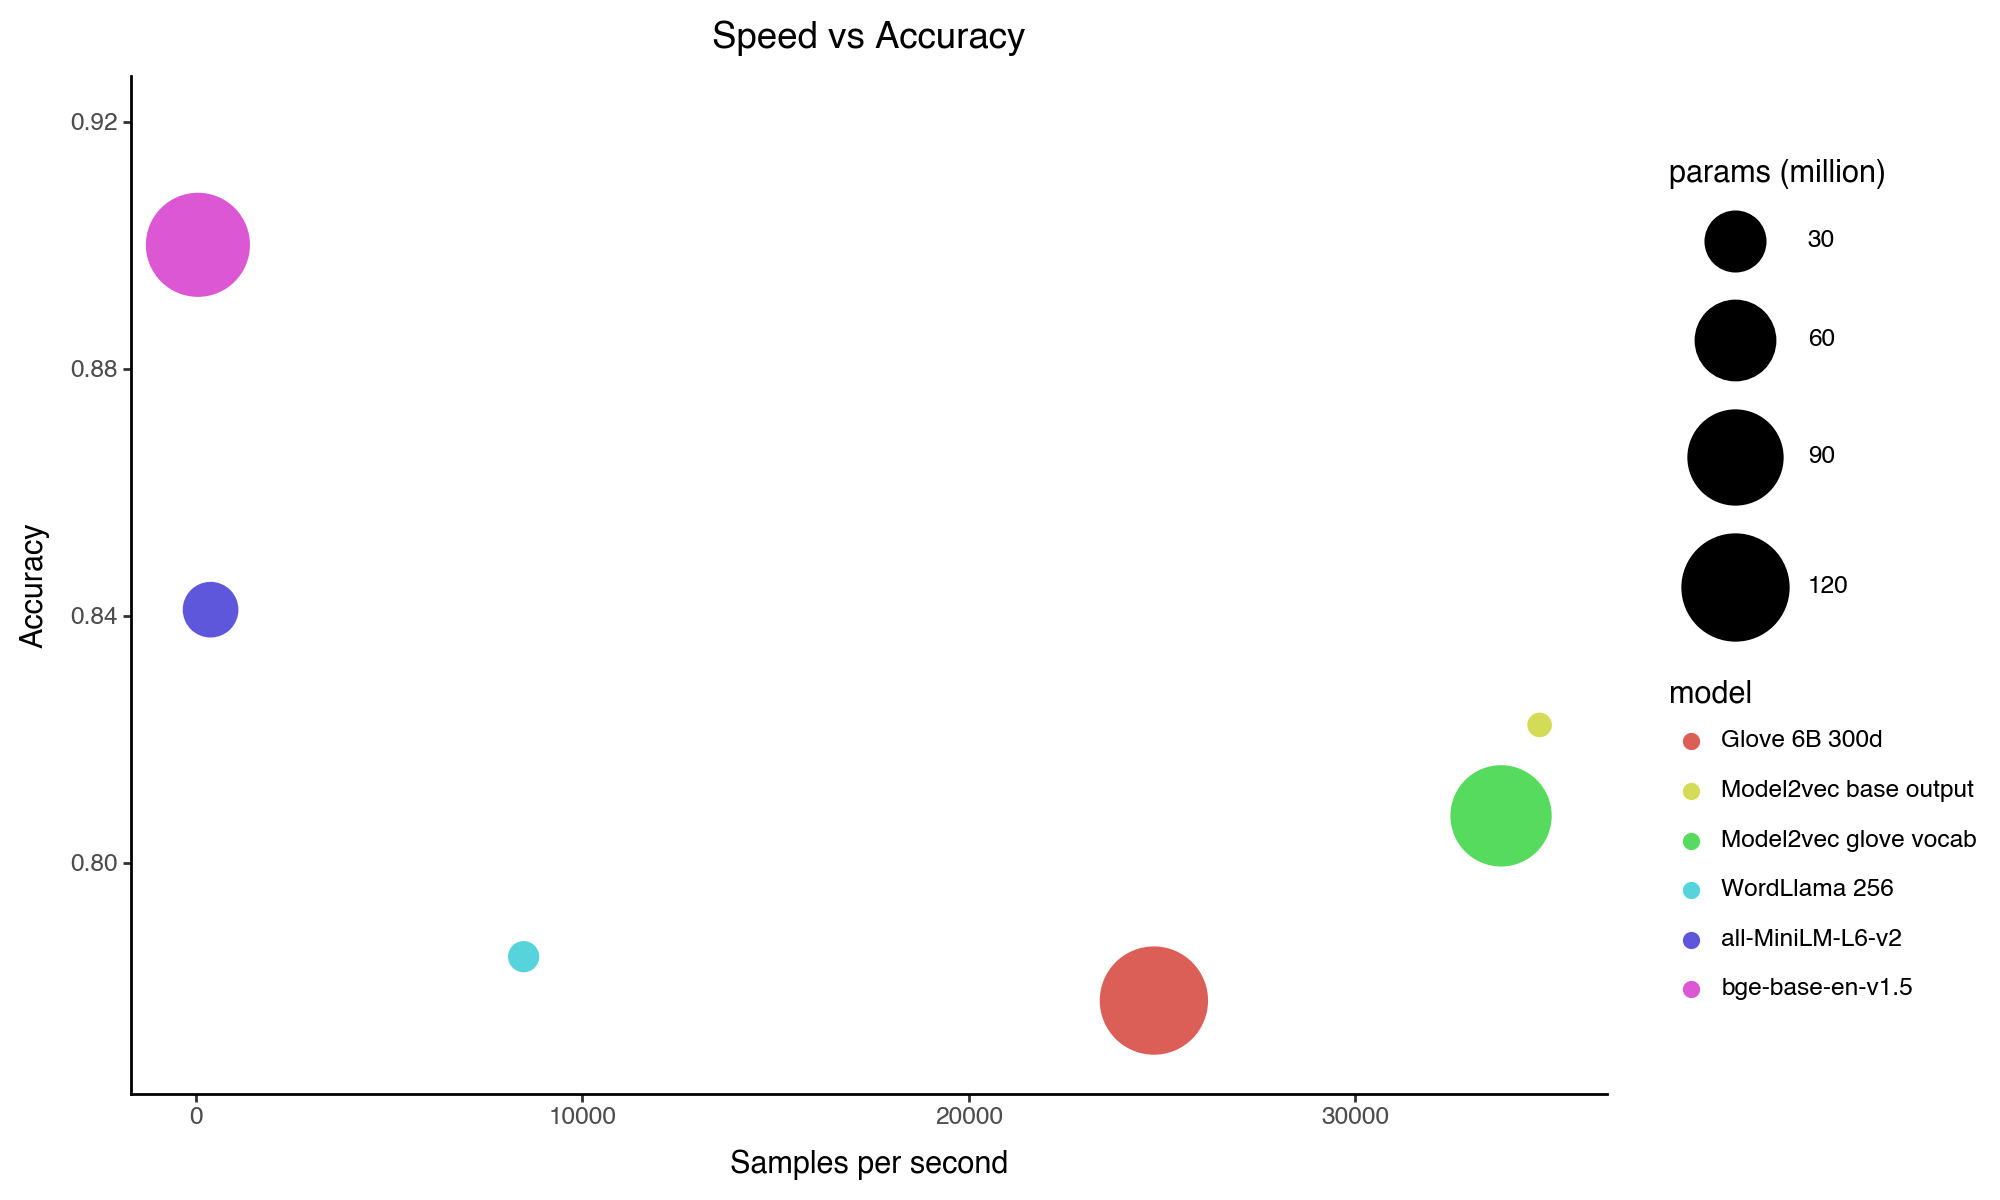 Speed vs Accuracy
0.92
0.88
0.84
0.80
Accuracy
0
10000
20000
30000
Samples per second
params (million)
30
60
90
120
model
Glove 6B 300d
Model2vec base output
Model2vec glove vocab
WordLlama 256
all-MiniLM-L6-v2
bge-base-en-v1.5